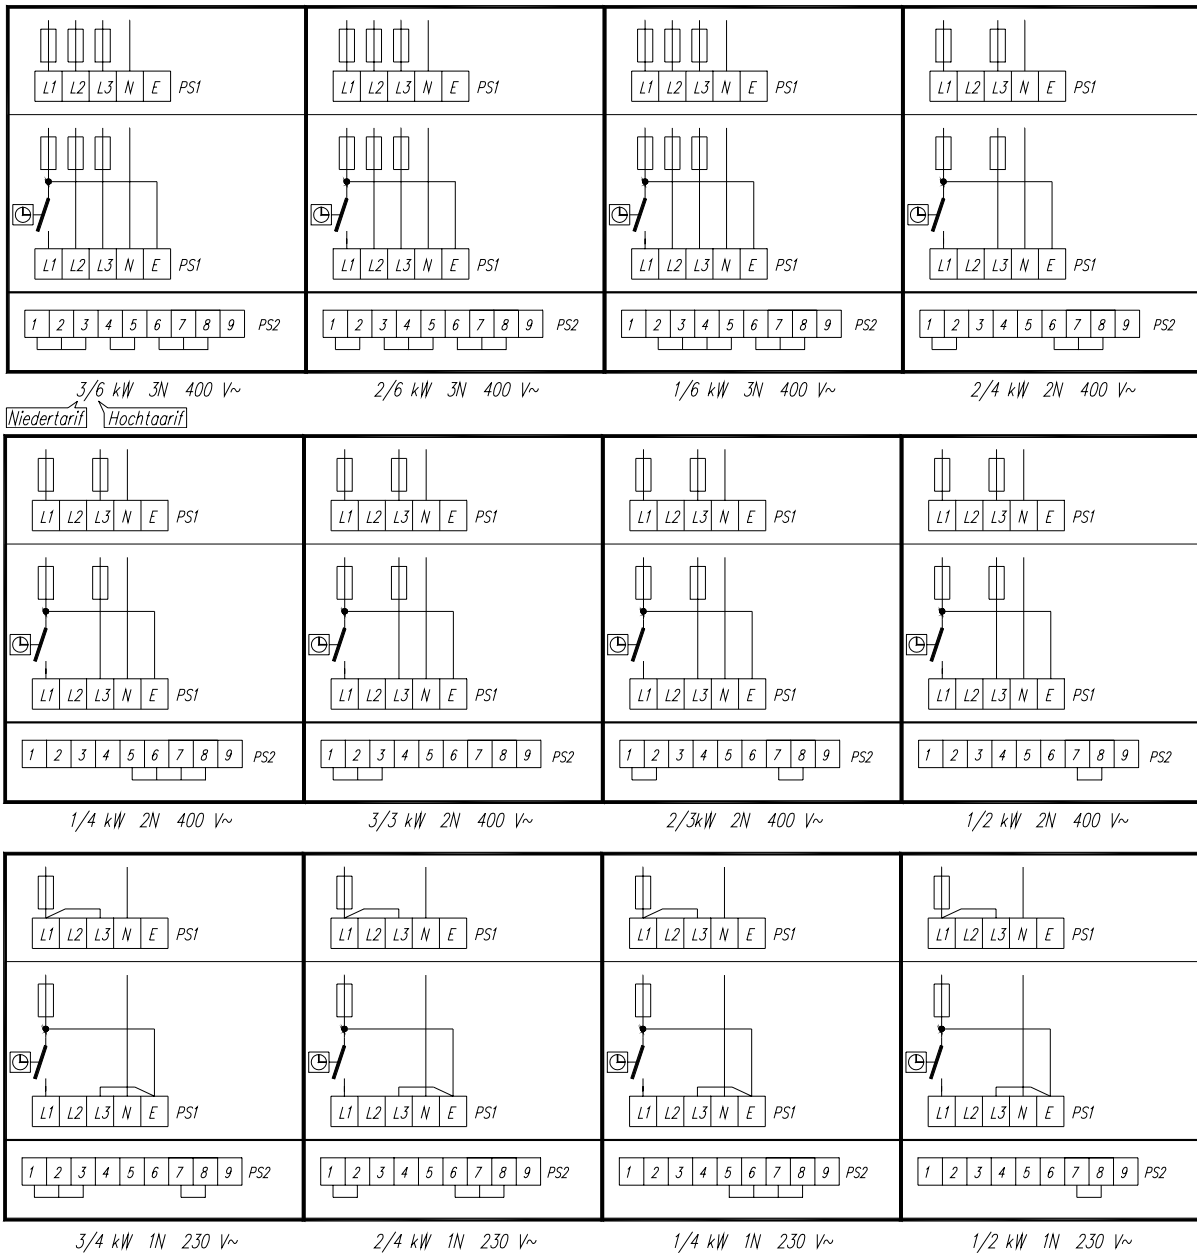 L1 L2 L3 N E PS1 L1 L2 L3 N E PS1 L1 L2 L3 N E PS1 L1 L2 L3 N E PS1
L1 L2 L3 N E PS1 L1 L2 L3 N E PS1 L1 L2 L3 N E PS1 L1 L2 L3 N E PS1
1 2 3 4 5 6 7 8 9 PS2 1 2 3 4 5 6 7 8 9 PS2 1 2 3 4 5 6 7 8 9 PS2 1 2 3 4 5 6 7 8 9 PS2
3/6 kW 3N 400 V~ 2/6 kW 3N 400 V~ 1/6 kW 3N 400 V~ 2/4 kW 2N 400 V~
Niedertarif Hochtaarif
L1 L2 L3 N E PS1 L1 L2 L3 N E PS1 L1 L2 L3 N E PS1 L1 L2 L3 N E PS1
L1 L2 L3 N E PS1 L1 L2 L3 N E PS1 L1 L2 L3 N E PS1 L1 L2 L3 N E PS1
1 2 3 4 5 6 7 8 9 PS2 1 2 3 4 5 6 7 8 9 PS2 1 2 3 4 5 6 7 8 9 PS2 1 2 3 4 5 6 7 8 9 PS2
1/4 kW 2N 400 V~ 3/3 kW 2N 400 V~ 2/3kW 2N 400 V~ 1/2 kW 2N 400 V~
L1 L2 L3 N E PS1 L1 L2 L3 N E PS1 L1 L2 L3 N E PS1 L1 L2 L3 N E PS1
L1 L2 L3 N E PS1 L1 L2 L3 N E PS1 L1 L2 L3 N E PS1 L1 L2 L3 N E PS1
1 2 3 4 5 6 7 8 9 PS2 1 2 3 4 5 6 7 8 9 PS2 1 2 3 4 5 6 7 8 9 PS2 1 2 3 4 5 6 7 8 9 PS2
3/4 kW 1N 230 V~ 2/4 kW 1N 230 V~ 1/4 kW 1N 230 V~ 1/2 kW 1N 230 V~